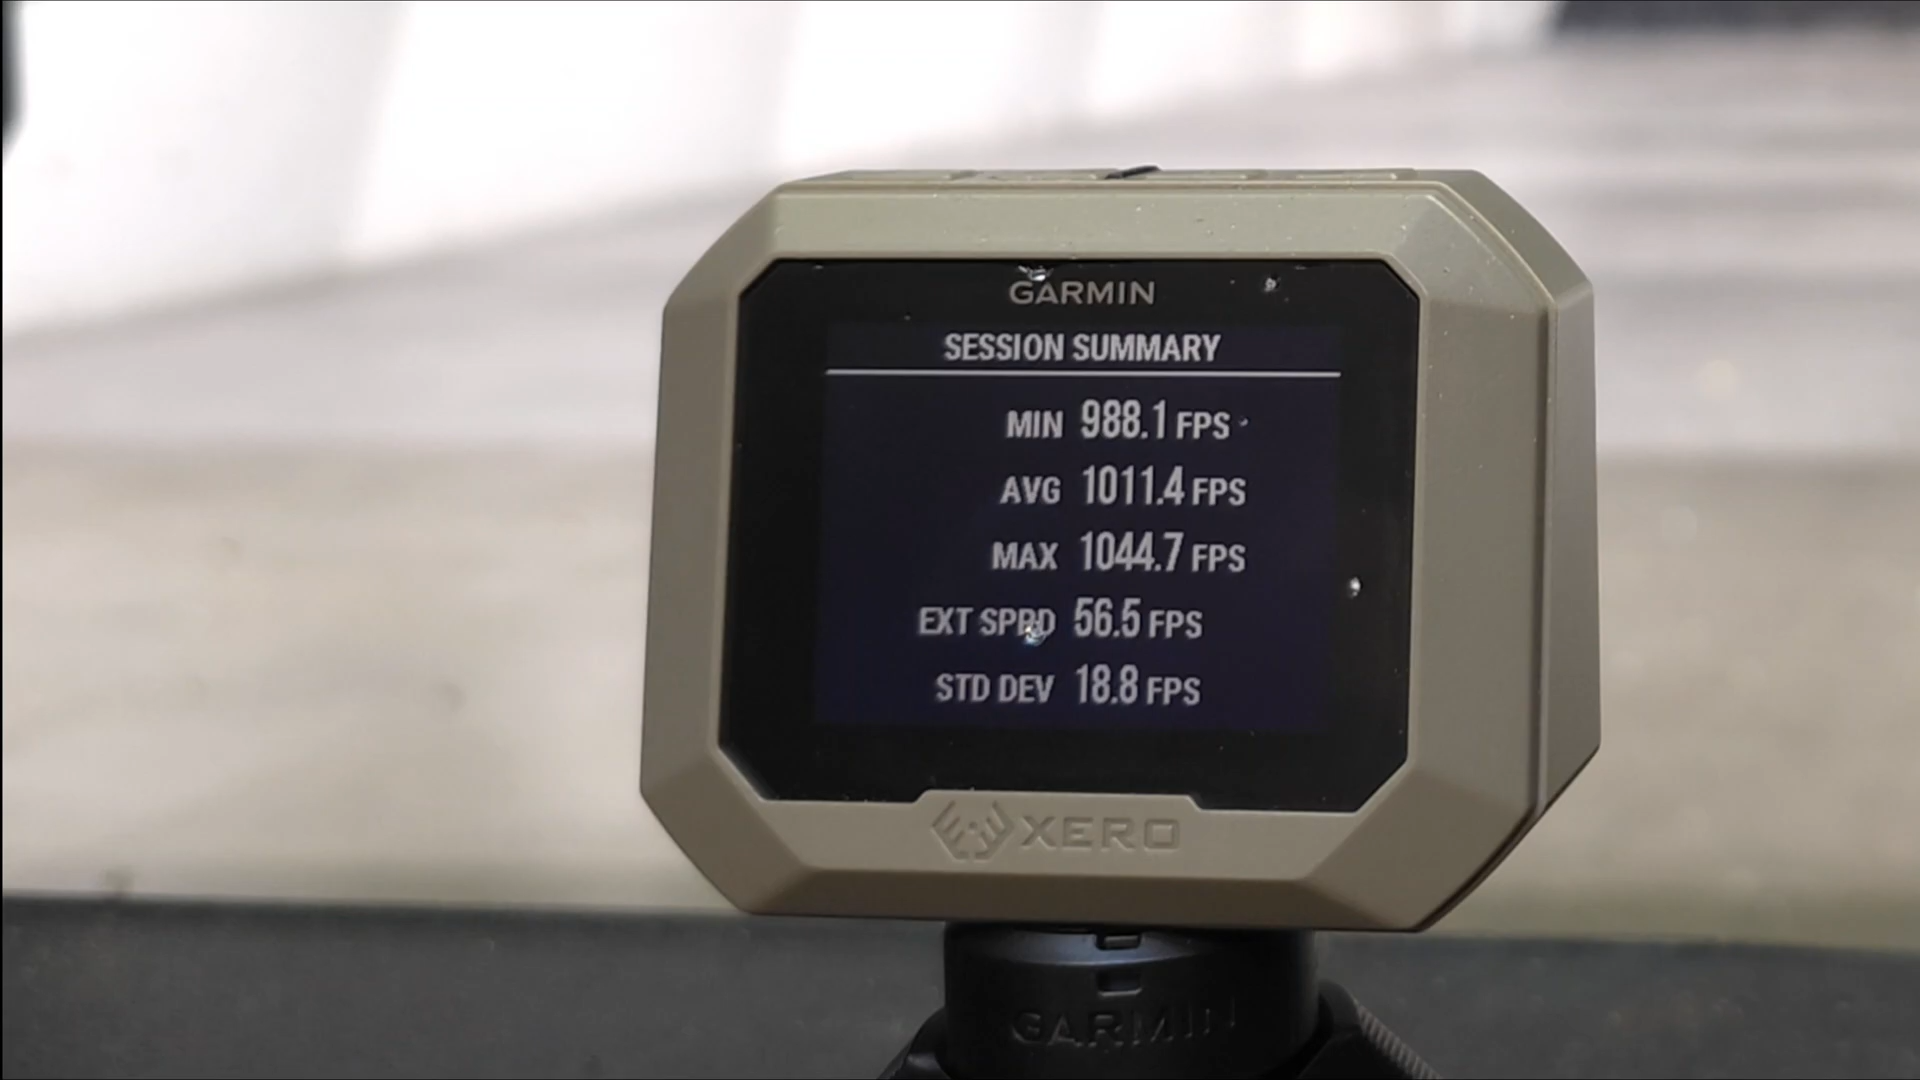 GARMIN
SESSION SUMMARY
MIN 988.1 FPS
AVG 1011.4 FPS
MAX 1044.7 FPS
EXT SPRD 56.5 FPS
STD DEV 18.8 FPS
XERO
GARMIN